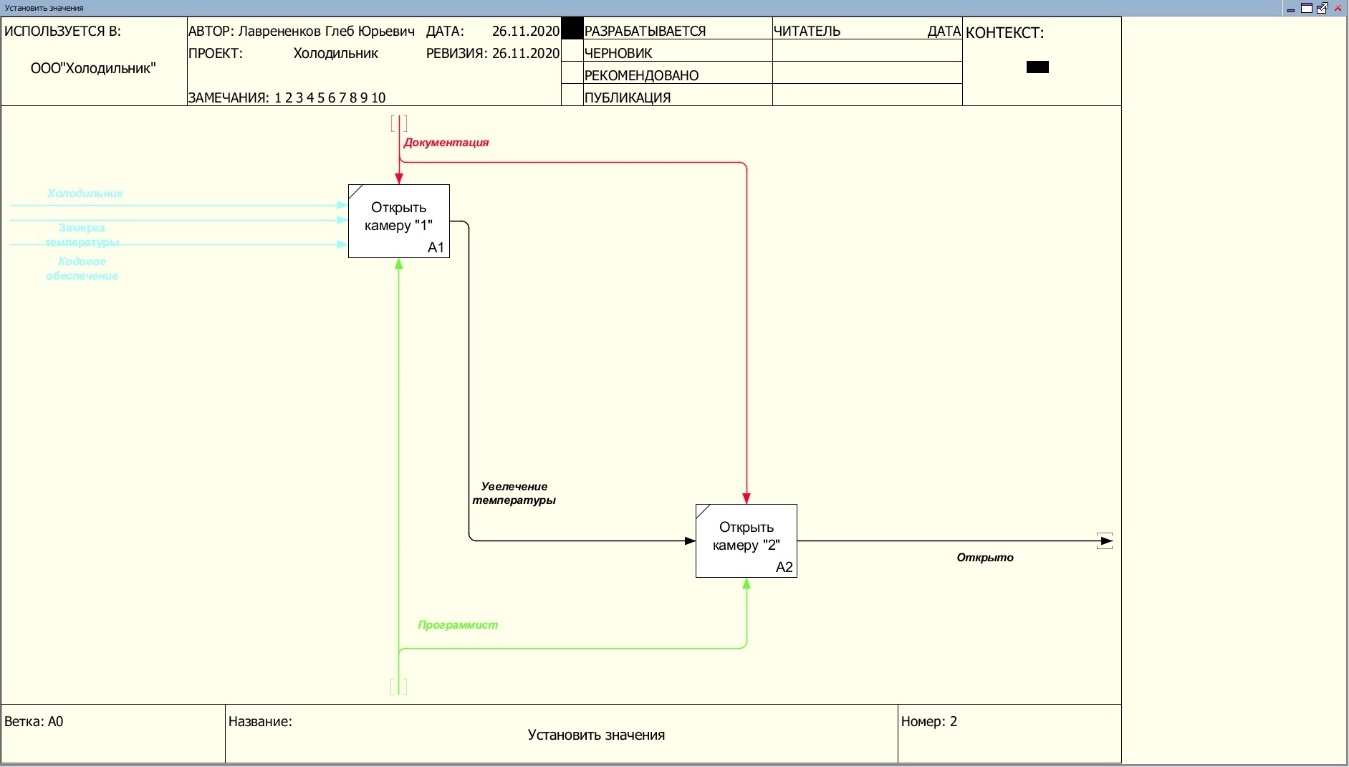 Установить значения
ИСПОЛЬЗУЕТСЯ В:
ООО"Холодильник"
АВТОР: Лаврененков Глеб Юрьевич ДАТА: 26.11.2020
ПРОЕКТ: Холодильник РЕВИЗИЯ: 26.11.2020
ЗАМЕЧАНИЯ: 1 2 3 4 5 6 7 8 9 10
РАЗРАБАТЫВАЕТСЯ
ЧЕРНОВИК
РЕКОМЕНДОВАНО
ПУБЛИКАЦИЯ
ЧИТАТЕЛЬ ДАТА
КОНТЕКСТ:
Документация
Холодильник
Замерка
температуры
Кодовое
обеспечение
Открыть
камеру "1"
A1
Увелечение
температуры
Открыть
камеру "2"
A2
Открыто
Программист
Ветка: A0
Название:
Установить значения
Номер: 2